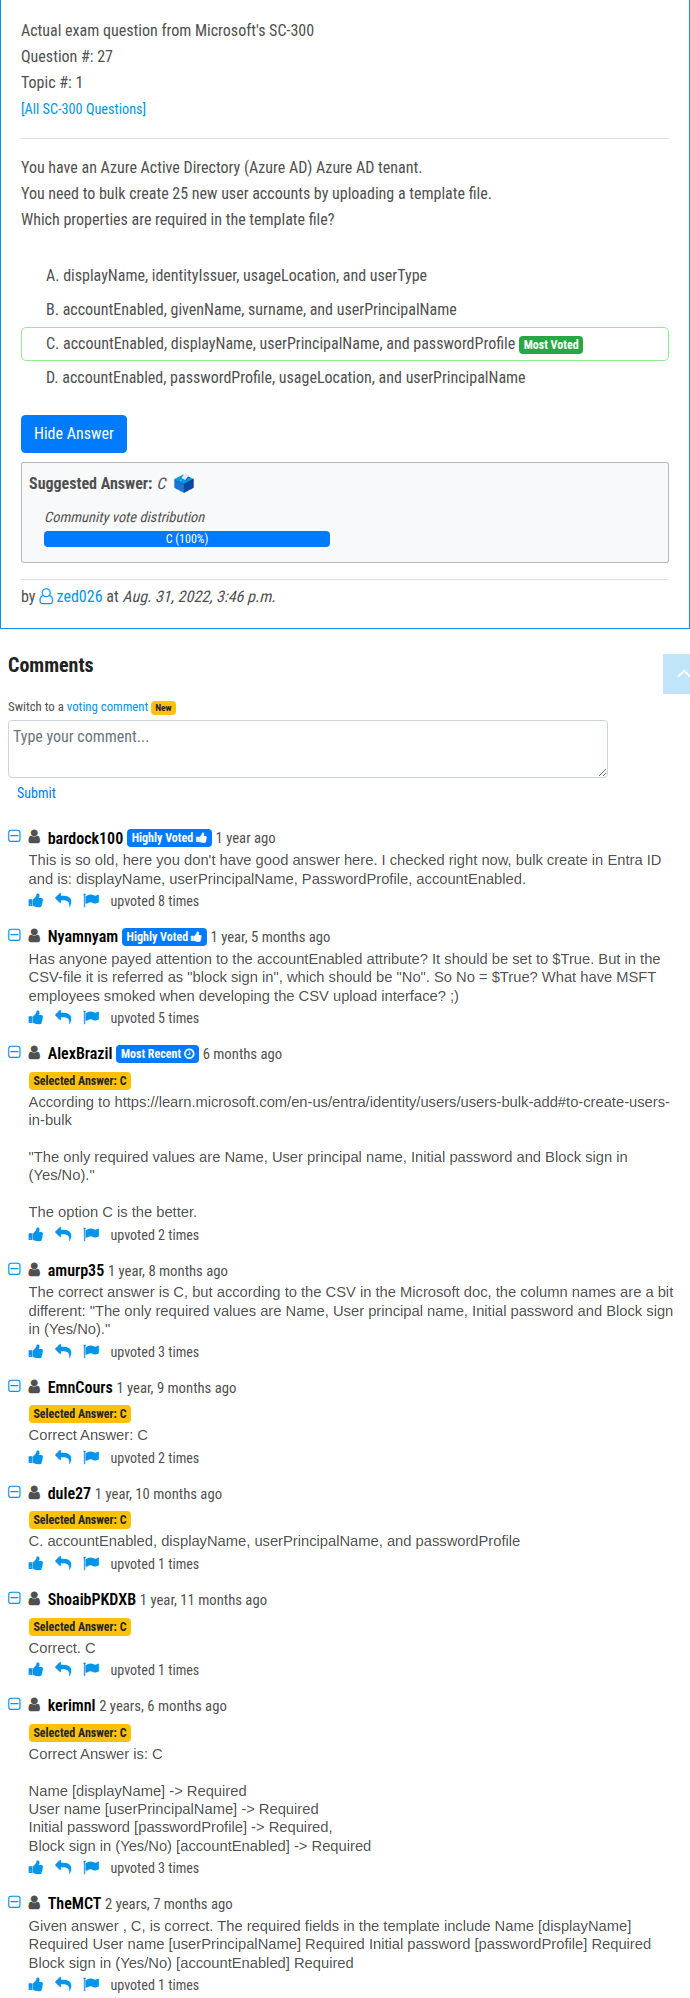 Actual exam question from Microsoft's SC-300
Question #: 27
Topic #: 1
[All SC-300 Questions]
You have an Azure Active Directory (Azure AD) Azure AD tenant.
You need to bulk create 25 new user accounts by uploading a template file.
Which properties are required in the template file?
A. displayName, identityIssuer, usageLocation, and userType
B. accountEnabled, givenName, surname, and userPrincipalName
C. accountEnabled, displayName, userPrincipalName, and passwordProfile Most Voted
D. accountEnabled, passwordProfile, usageLocation, and userPrincipalName
Hide Answer
Suggested Answer: C
Community vote distribution
C (100%)
by zed026 at Aug. 31, 2022, 3:46 p.m.
Comments
Switch to a voting comment New
Type your comment...
Submit
bardock100 Highly Voted 1 year ago
This is so old, here you don't have good answer here. I checked right now, bulk create in Entra ID
and is: displayName, userPrincipalName, PasswordProfile, accountEnabled.
upvoted 8 times
Nyamnyam Highly Voted 1 year, 5 months ago
Has anyone payed attention to the accountEnabled attribute? It should be set to $True. But in the
CSV-file it is referred as "block sign in", which should be "No". So No = $True? What have MSFT
employees smoked when developing the CSV upload interface? ;)
upvoted 5 times
AlexBrazil Most Recent 6 months ago
Selected Answer: C
According to https://learn.microsoft.com/en-us/entra/identity/users/users-bulk-add#to-create-users-
in-bulk
"The only required values are Name, User principal name, Initial password and Block sign in
(Yes/No)."
The option C is the better.
upvoted 2 times
amurp35 1 year, 8 months ago
The correct answer is C, but according to the CSV in the Microsoft doc, the column names are a bit
different: "The only required values are Name, User principal name, Initial password and Block sign
in (Yes/No)."
upvoted 3 times
EmnCours 1 year, 9 months ago
Selected Answer: C
Correct Answer: C
upvoted 2 times
dule27 1 year, 10 months ago
Selected Answer: C
C. accountEnabled, displayName, userPrincipalName, and passwordProfile
upvoted 1 times
ShoaibPKDXB 1 year, 11 months ago
Selected Answer: C
Correct. C
upvoted 1 times
kerimnl 2 years, 6 months ago
Selected Answer: C
Correct Answer is: C
Name [displayName] -> Required
User name [userPrincipalName] -> Required
Initial password [passwordProfile] -> Required,
Block sign in (Yes/No) [accountEnabled] -> Required
upvoted 3 times
TheMCT 2 years, 7 months ago
Given answer , C, is correct. The required fields in the template include Name [displayName]
Required User name [userPrincipalName] Required Initial password [passwordProfile] Required
Block sign in (Yes/No) [accountEnabled] Required
upvoted 1 times